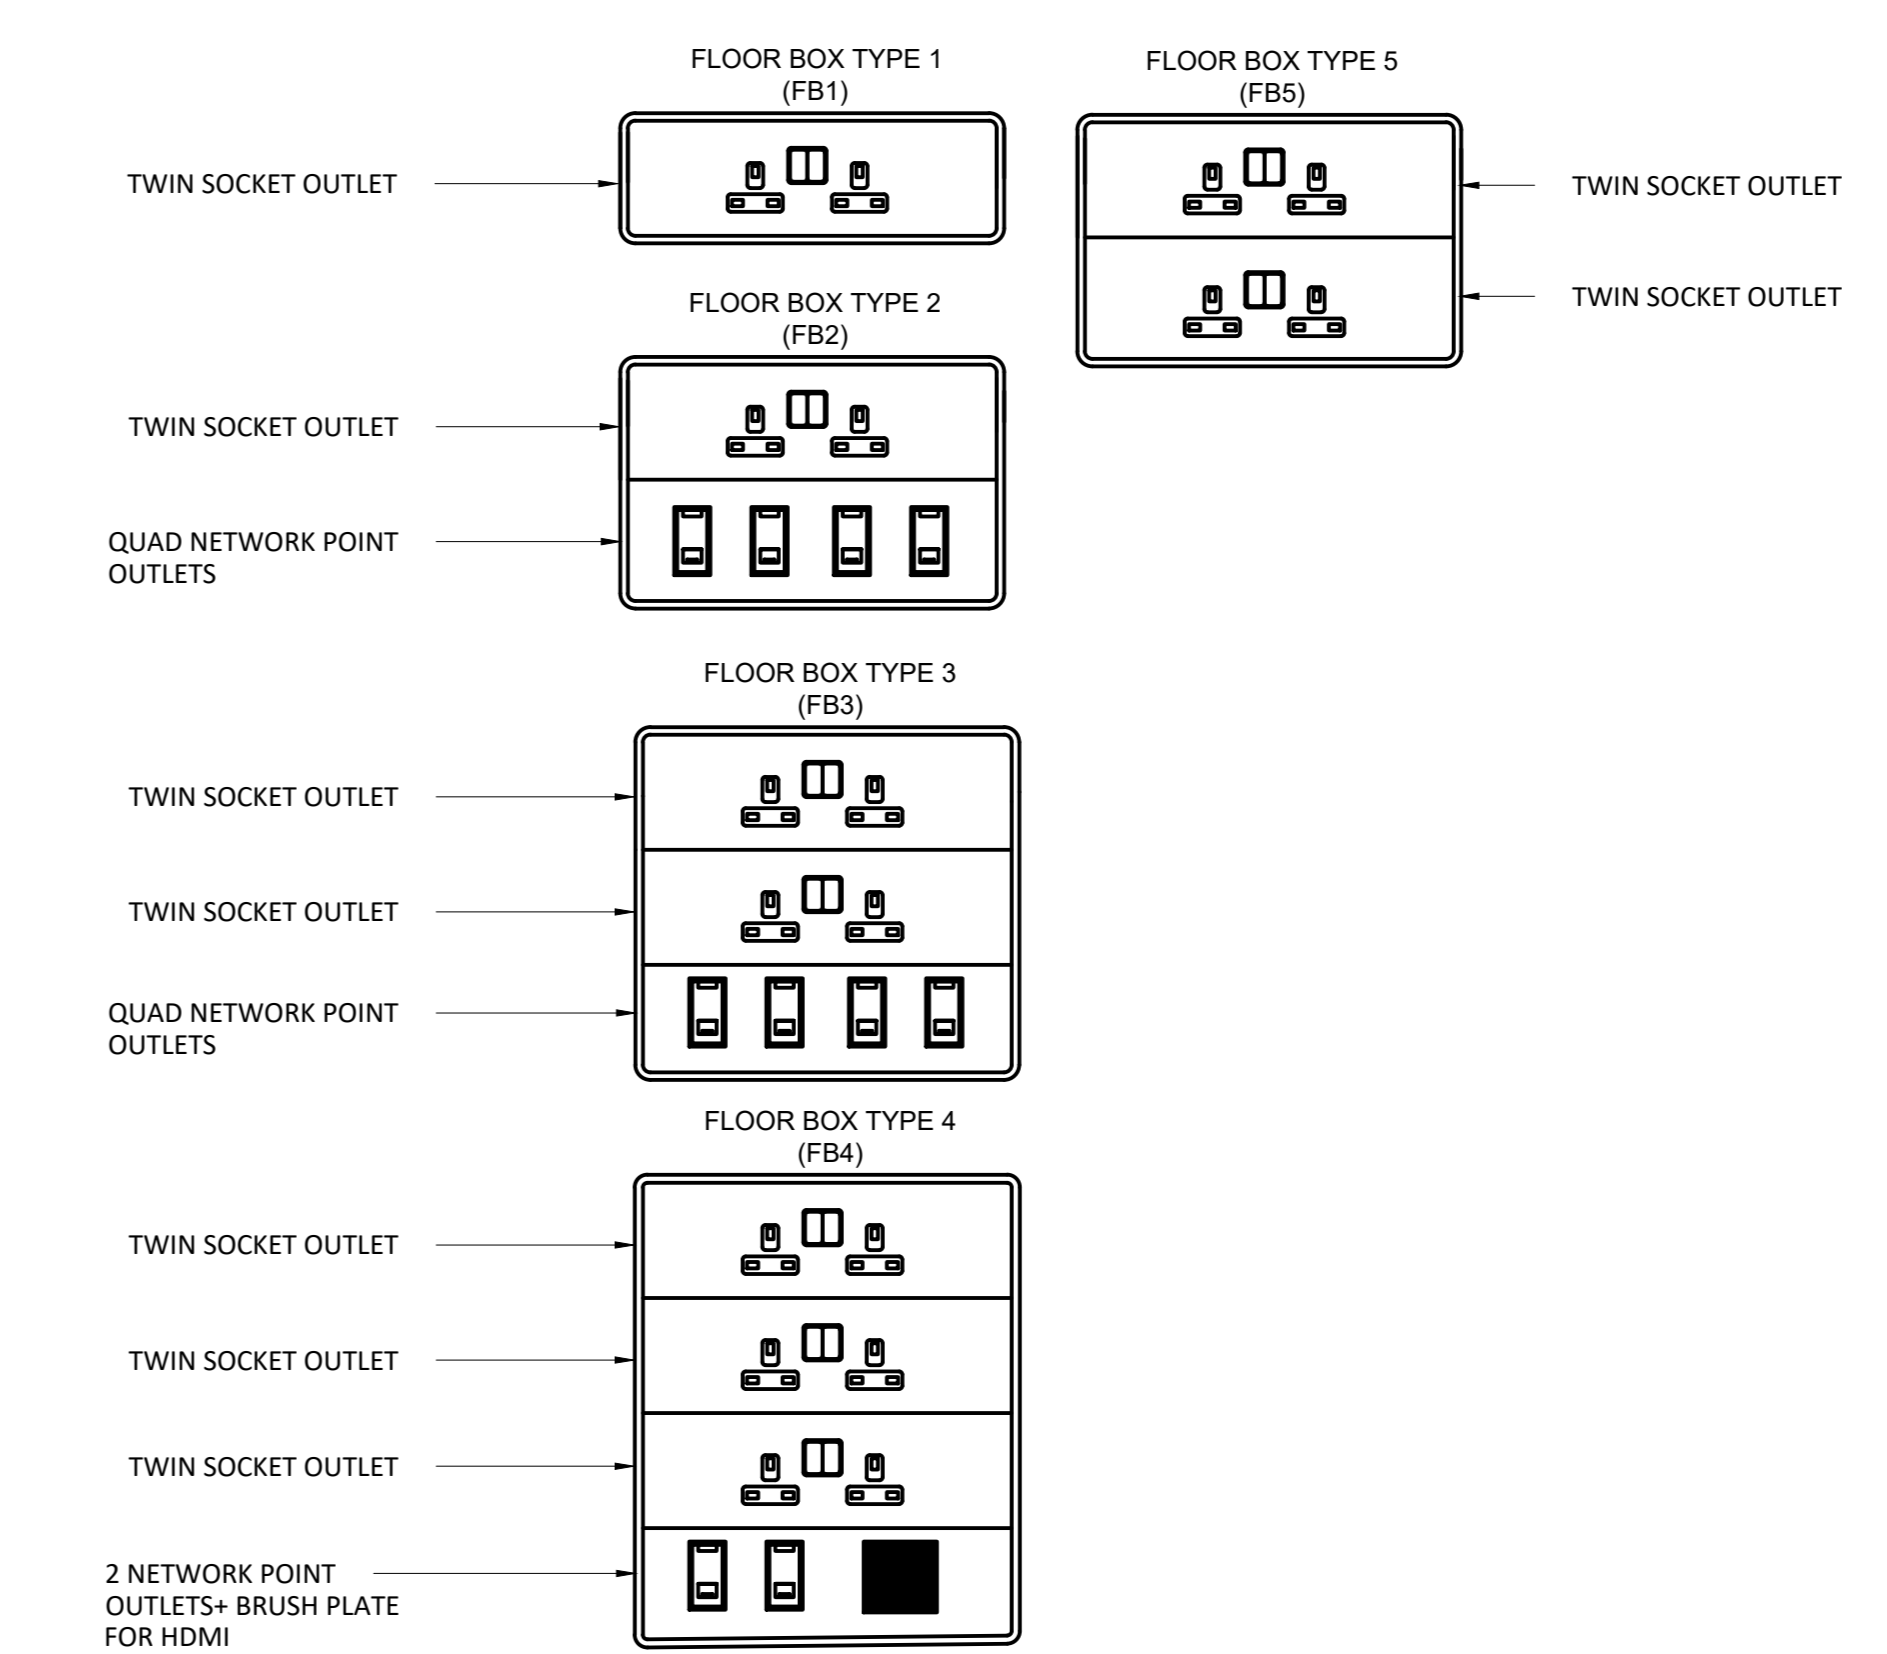 FLOOR BOX TYPE 1
(FB1)
TWIN SOCKET OUTLET
FLOOR BOX TYPE 5
(FB5)
TWIN SOCKET OUTLET
TWIN SOCKET OUTLET
FLOOR BOX TYPE 2
(FB2)
TWIN SOCKET OUTLET
QUAD NETWORK POINT
OUTLETS
FLOOR BOX TYPE 3
(FB3)
TWIN SOCKET OUTLET
TWIN SOCKET OUTLET
QUAD NETWORK POINT
OUTLETS
FLOOR BOX TYPE 4
(FB4)
TWIN SOCKET OUTLET
TWIN SOCKET OUTLET
TWIN SOCKET OUTLET
2 NETWORK POINT
OUTLETS+ BRUSH PLATE
FOR HDMI